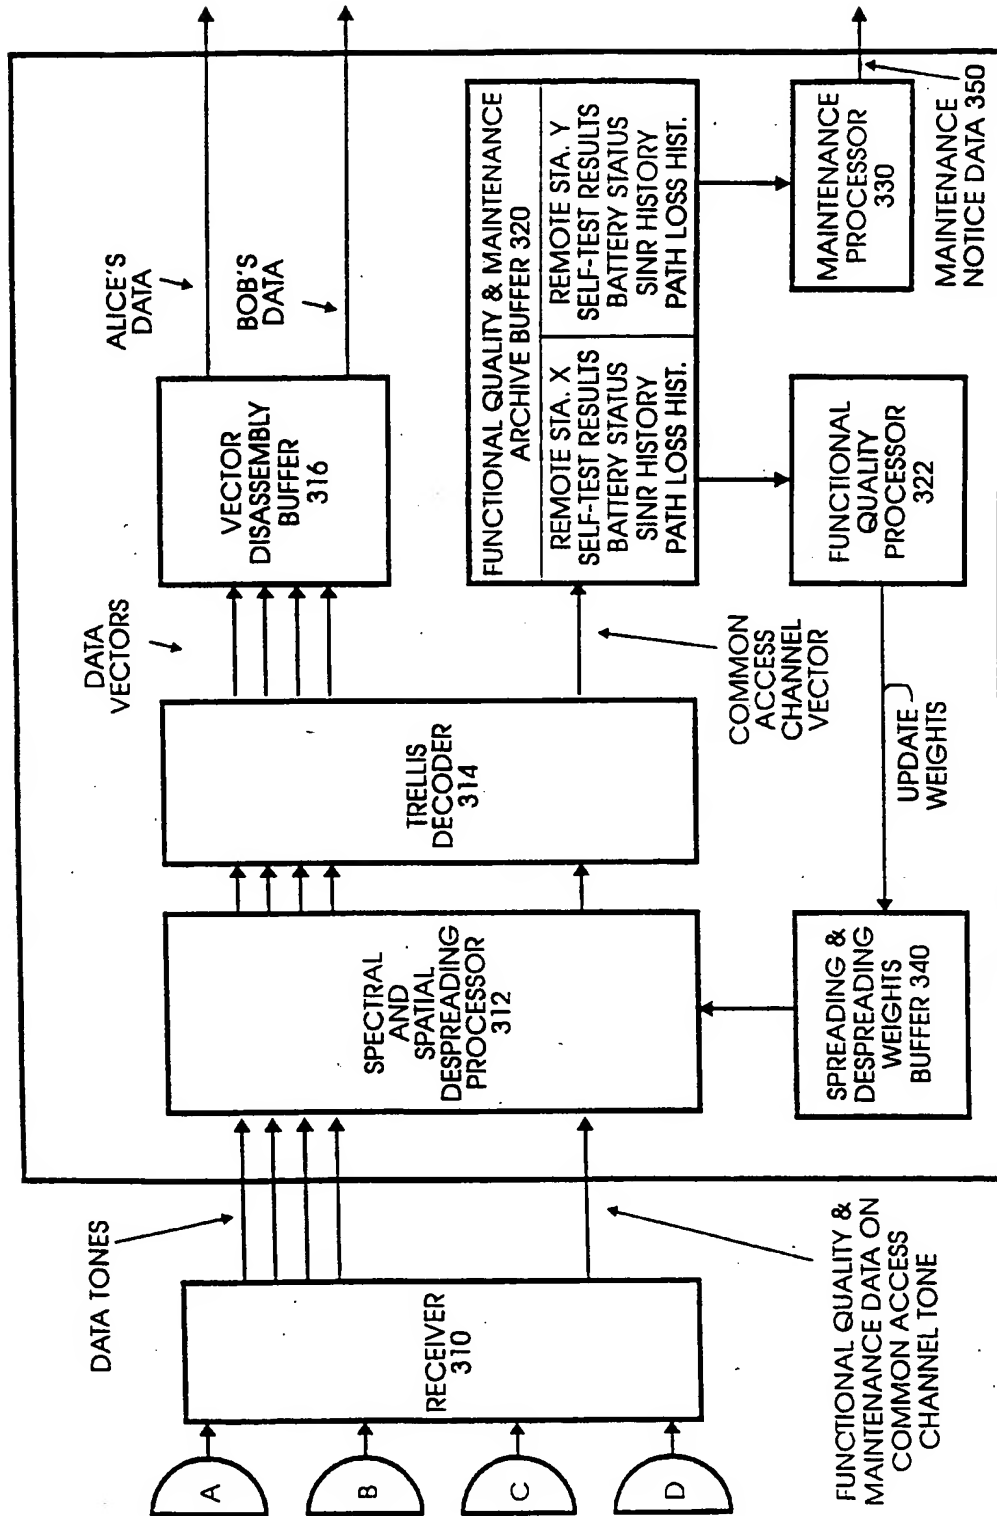 A
B
C
D
RECEIVER
310
DATA TONES
FUNCTIONAL QUALITY &
MAINTENANCE DATA ON
COMMON ACCESS
CHANNEL TONE
SPECTRAL
AND
SPATIAL
DESPREADING
PROCESSOR
312
SPREADING &
DESPREADING
WEIGHTS
BUFFER 340
TRELLIS
DECODER
314
DATA
VECTORS
COMMON
ACCESS
CHANNEL
VECTOR
UPDATE
WEIGHTS
VECTOR
DISASSEMBLY
BUFFER
316
ALICE'S
DATA
BOB'S
DATA
FUNCTIONAL QUALITY & MAINTENANCE
ARCHIVE BUFFER 320
REMOTE STA. X
SELF-TEST RESULTS
BATTERY STATUS
SINR HISTORY
PATH LOSS HIST.
REMOTE STA. Y
SELF-TEST RESULTS
BATTERY STATUS
SINR HISTORY
PATH LOSS HIST.
FUNCTIONAL
QUALITY
PROCESSOR
322
MAINTENANCE
PROCESSOR
330
MAINTENANCE
NOTICE DATA 350